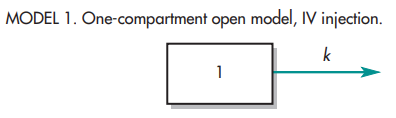 MODEL 1. One-compartment open model, IV injection.
k
1